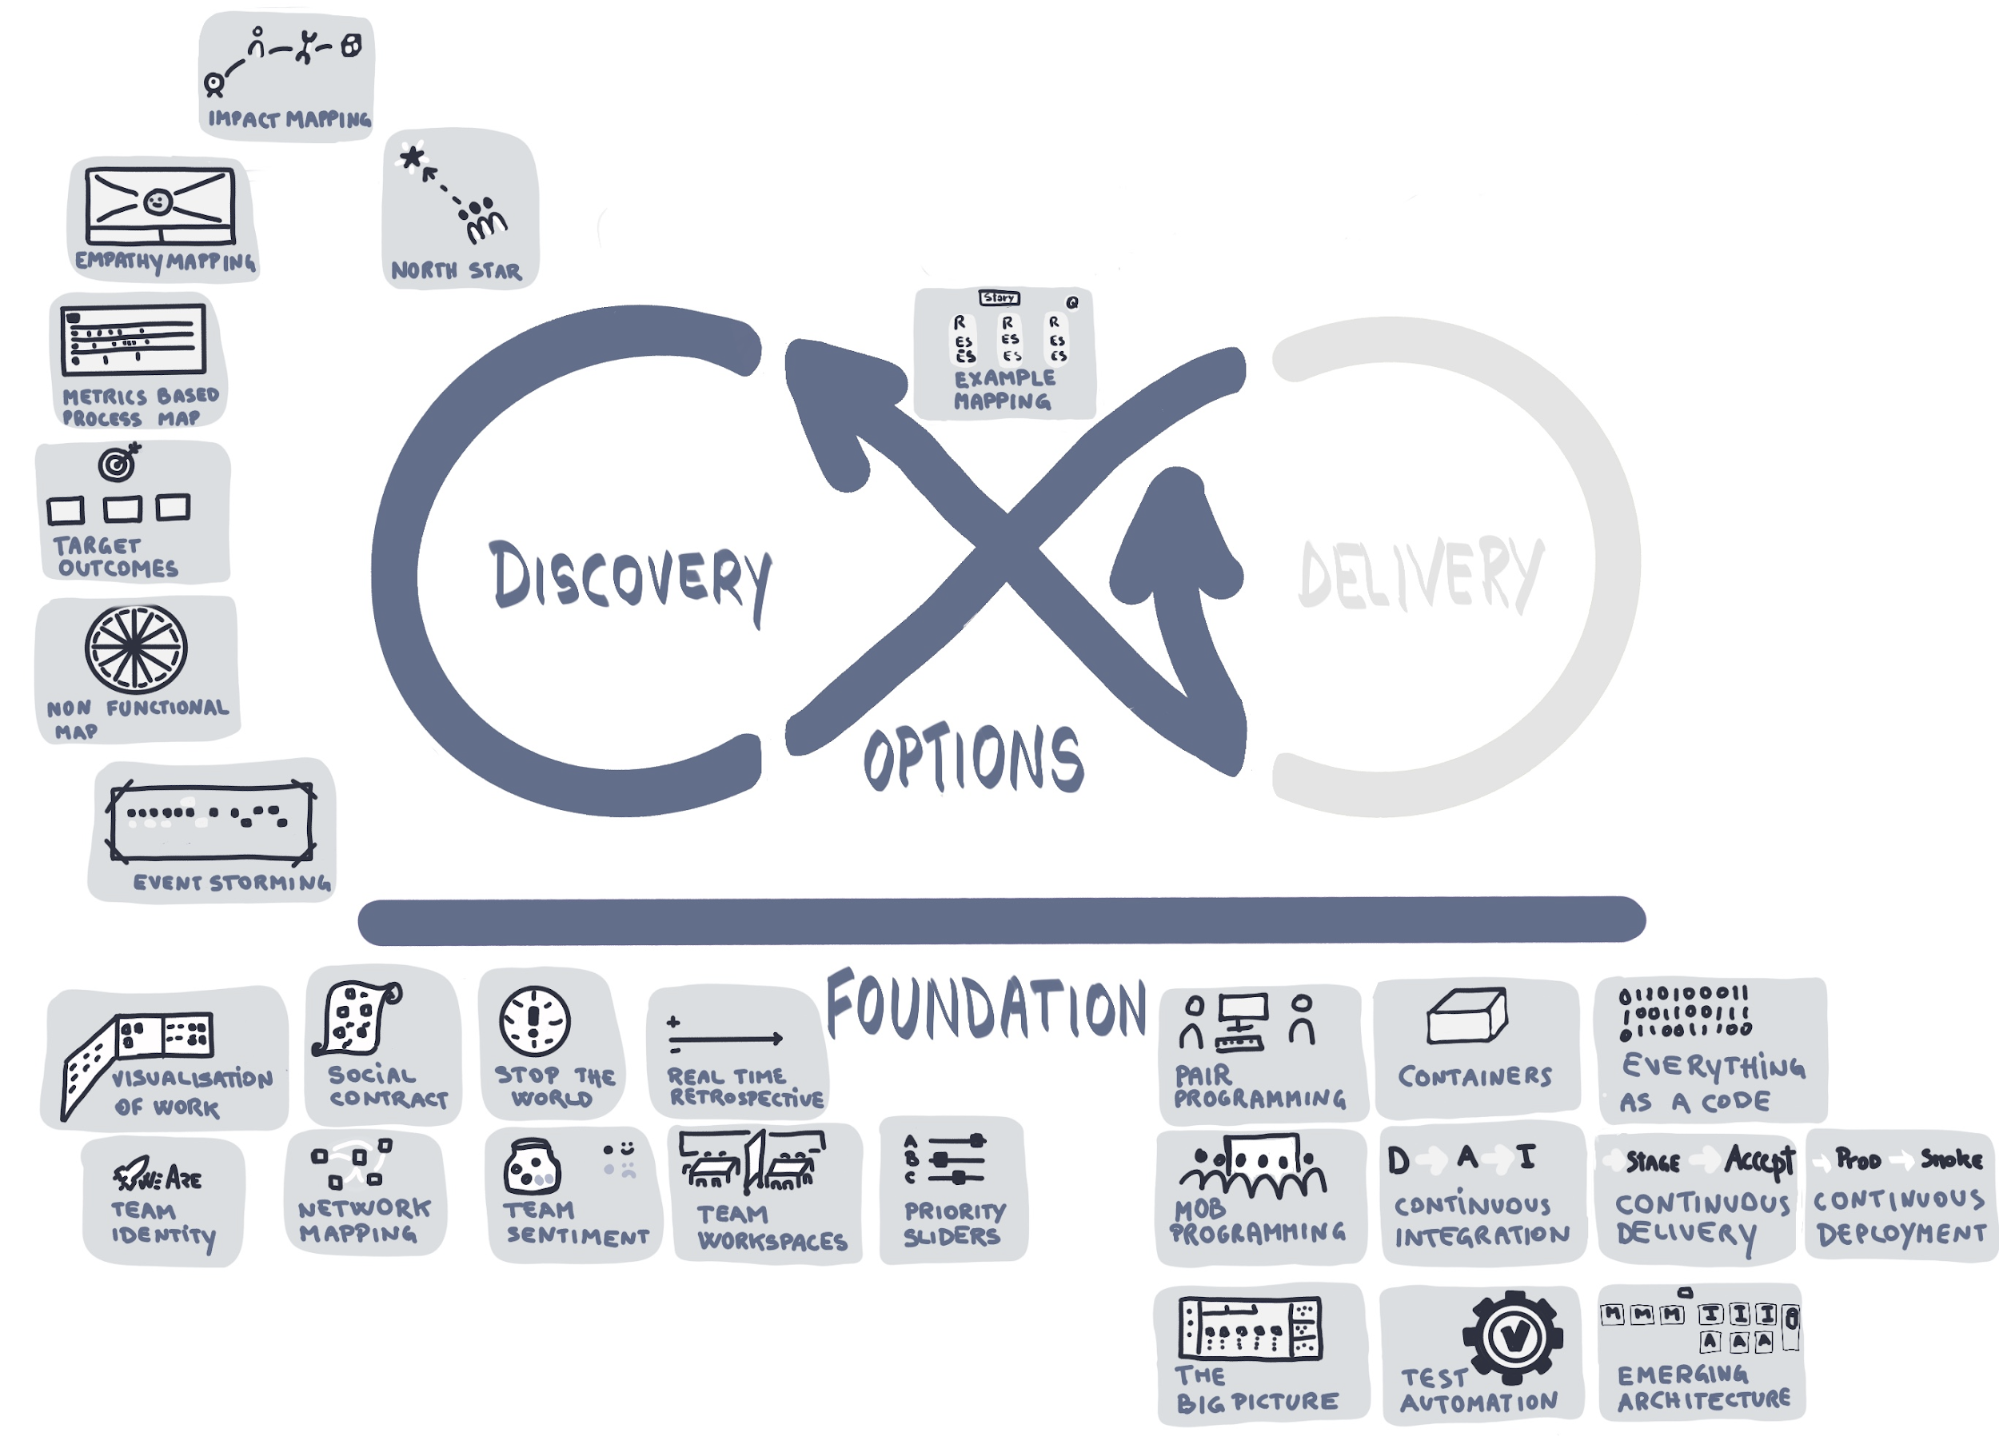 IMPACT MAPPING
NORTH STAR
EMPATHY MAPPING
METRICS BASED
PROCESS MAP
TARGET
OUTCOMES
NON FUNCTIONAL
MAP
EVENT STORMING
Story
Q
R R R
ES ES ES
ES ES ES
EXAMPLE
MAPPING
DISCOVERY
OPTIONS
DELIVERY
FOUNDATION
VISUALISATION
OF WORK
SOCIAL
CONTRACT
STOP THE
WORLD
+
-
REAL TIME
RETROSPECTIVE
WE ARE
TEAM
IDENTITY
NETWORK
MAPPING
TEAM
SENTIMENT
TEAM
WORKSPACES
A
B
C
PRIORITY
SLIDERS
PAIR
PROGRAMMING
CONTAINERS
0110100011
1001100111
0110011100
EVERYTHING
AS A CODE
MOB
PROGRAMMING
D A I
CONTINUOUS
INTEGRATION
STAGE Accept
CONTINUOUS
DELIVERY
PROD Smoke
CONTINUOUS
DEPLOYMENT
THE
BIG PICTURE
TEST
AUTOMATION
M M M I I I
A A A
EMERGING
ARCHITECTURE